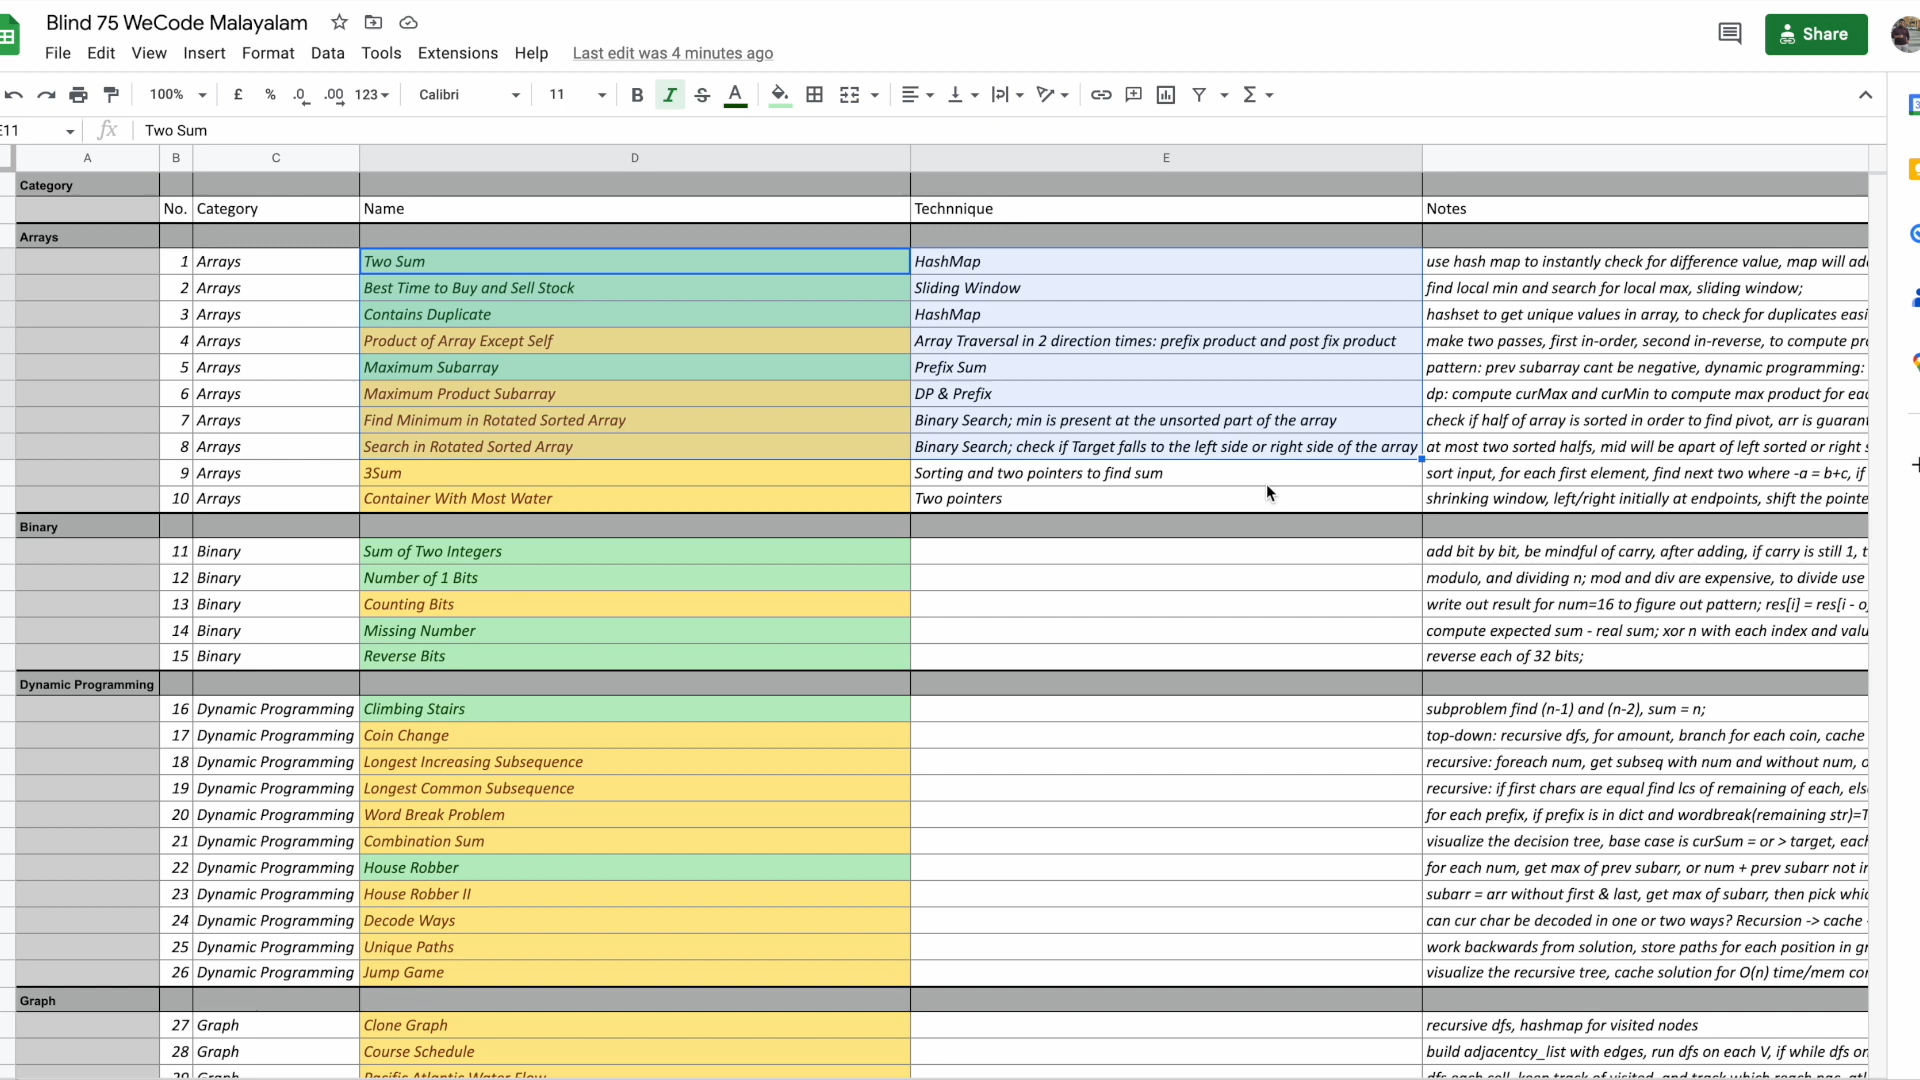 Blind 75 WeCode Malayalam
File Edit View Insert Format Data Tools Extensions Help Last edit was 4 minutes ago
Share
100% £ % .0 .00 123 Calibri 11 B I S A Σ
E11 fx Two Sum
A B C D E
Category
No. Category Name Technnique Notes
Arrays
1 Arrays Two Sum HashMap use hash map to instantly check for difference value, map will
2 Arrays Best Time to Buy and Sell Stock Sliding Window find local min and search for local max, sliding window;
3 Arrays Contains Duplicate HashMap hashset to get unique values in array, to check for duplicates
4 Arrays Product of Array Except Self Array Traversal in 2 direction times: prefix product and post fix product make two passes, first in-order, second in-reverse, to compute
5 Arrays Maximum Subarray Prefix Sum pattern: prev subarray cant be negative, dynamic programming:
6 Arrays Maximum Product Subarray DP & Prefix dp: compute curMax and curMin to compute max product for
7 Arrays Find Minimum in Rotated Sorted Array Binary Search; min is present at the unsorted part of the array check if half of array is sorted in order to find pivot, arr is
8 Arrays Search in Rotated Sorted Array Binary Search; check if Target falls to the left side or right side of the array at most two sorted halfs, mid will be apart of left sorted or right
9 Arrays 3Sum Sorting and two pointers to find sum sort input, for each first element, find next two where -a = b+c, if
10 Arrays Container With Most Water Two pointers shrinking window, left/right initially at endpoints, shift the
Binary
11 Binary Sum of Two Integers add bit by bit, be mindful of carry, after adding, if carry is still 1,
12 Binary Number of 1 Bits modulo, and dividing n; mod and div are expensive, to divide use
13 Binary Counting Bits write out result for num=16 to figure out pattern; res[i] = res[i -
14 Binary Missing Number compute expected sum - real sum; xor n with each index and
15 Binary Reverse Bits reverse each of 32 bits;
Dynamic Programming
16 Dynamic Programming Climbing Stairs subproblem find (n-1) and (n-2), sum = n;
17 Dynamic Programming Coin Change top-down: recursive dfs, for amount, branch for each coin, cache
18 Dynamic Programming Longest Increasing Subsequence recursive: foreach num, get subseq with num and without num,
19 Dynamic Programming Longest Common Subsequence recursive: if first chars are equal find lcs of remaining of each,
20 Dynamic Programming Word Break Problem for each prefix, if prefix is in dict and wordbreak(remaining str)=
21 Dynamic Programming Combination Sum visualize the decision tree, base case is curSum = or > target,
22 Dynamic Programming House Robber for each num, get max of prev subarr, or num + prev subarr not
23 Dynamic Programming House Robber II subarr = arr without first & last, get max of subarr, then pick
24 Dynamic Programming Decode Ways can cur char be decoded in one or two ways? Recursion -> cache
25 Dynamic Programming Unique Paths work backwards from solution, store paths for each position in
26 Dynamic Programming Jump Game visualize the recursive tree, cache solution for O(n) time/mem
Graph
27 Graph Clone Graph recursive dfs, hashmap for visited nodes
28 Graph Course Schedule build adjacentcy_list with edges, run dfs on each V, if while dfs
29 Graph Pacific Atlantic Water Flow dfs each cell, keep track of visited, and track which reach